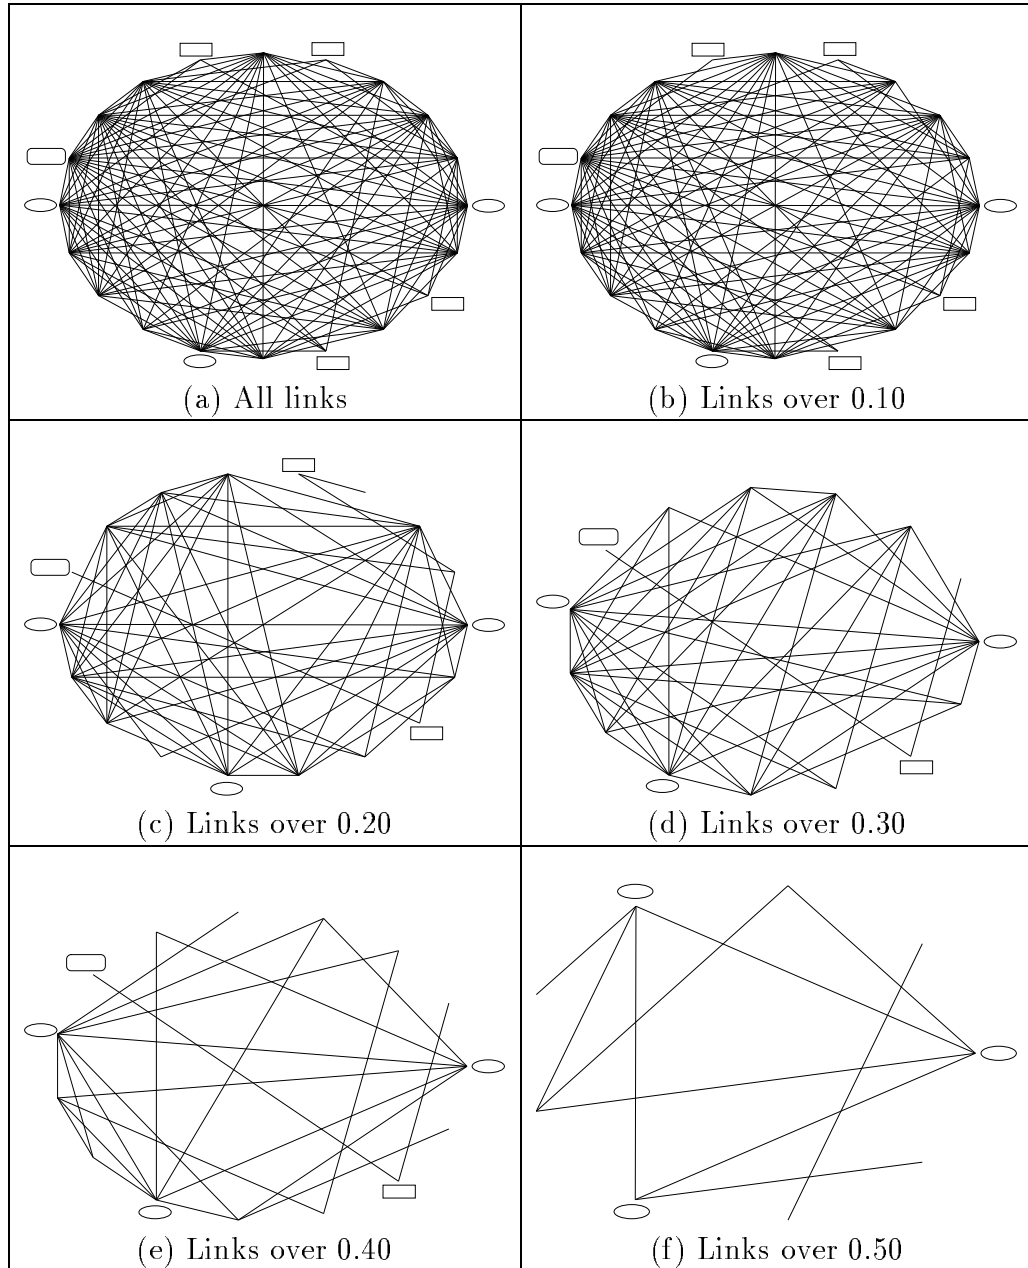 (a) All links
(b) Links over 0.10
(c) Links over 0.20
(d) Links over 0.30
(e) Links over 0.40
(f) Links over 0.50